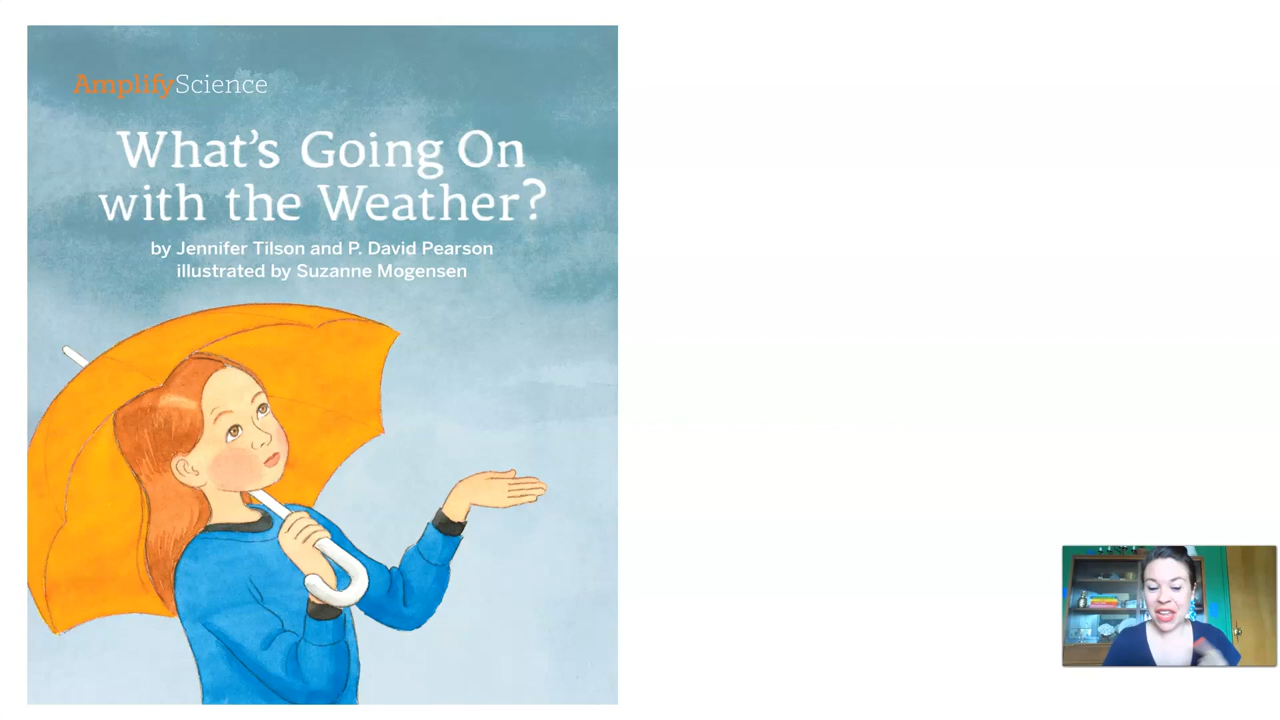 AmplifyScience
What's Going On
with the Weather?
by Jennifer Tilson and P. David Pearson
illustrated by Suzanne Mogensen